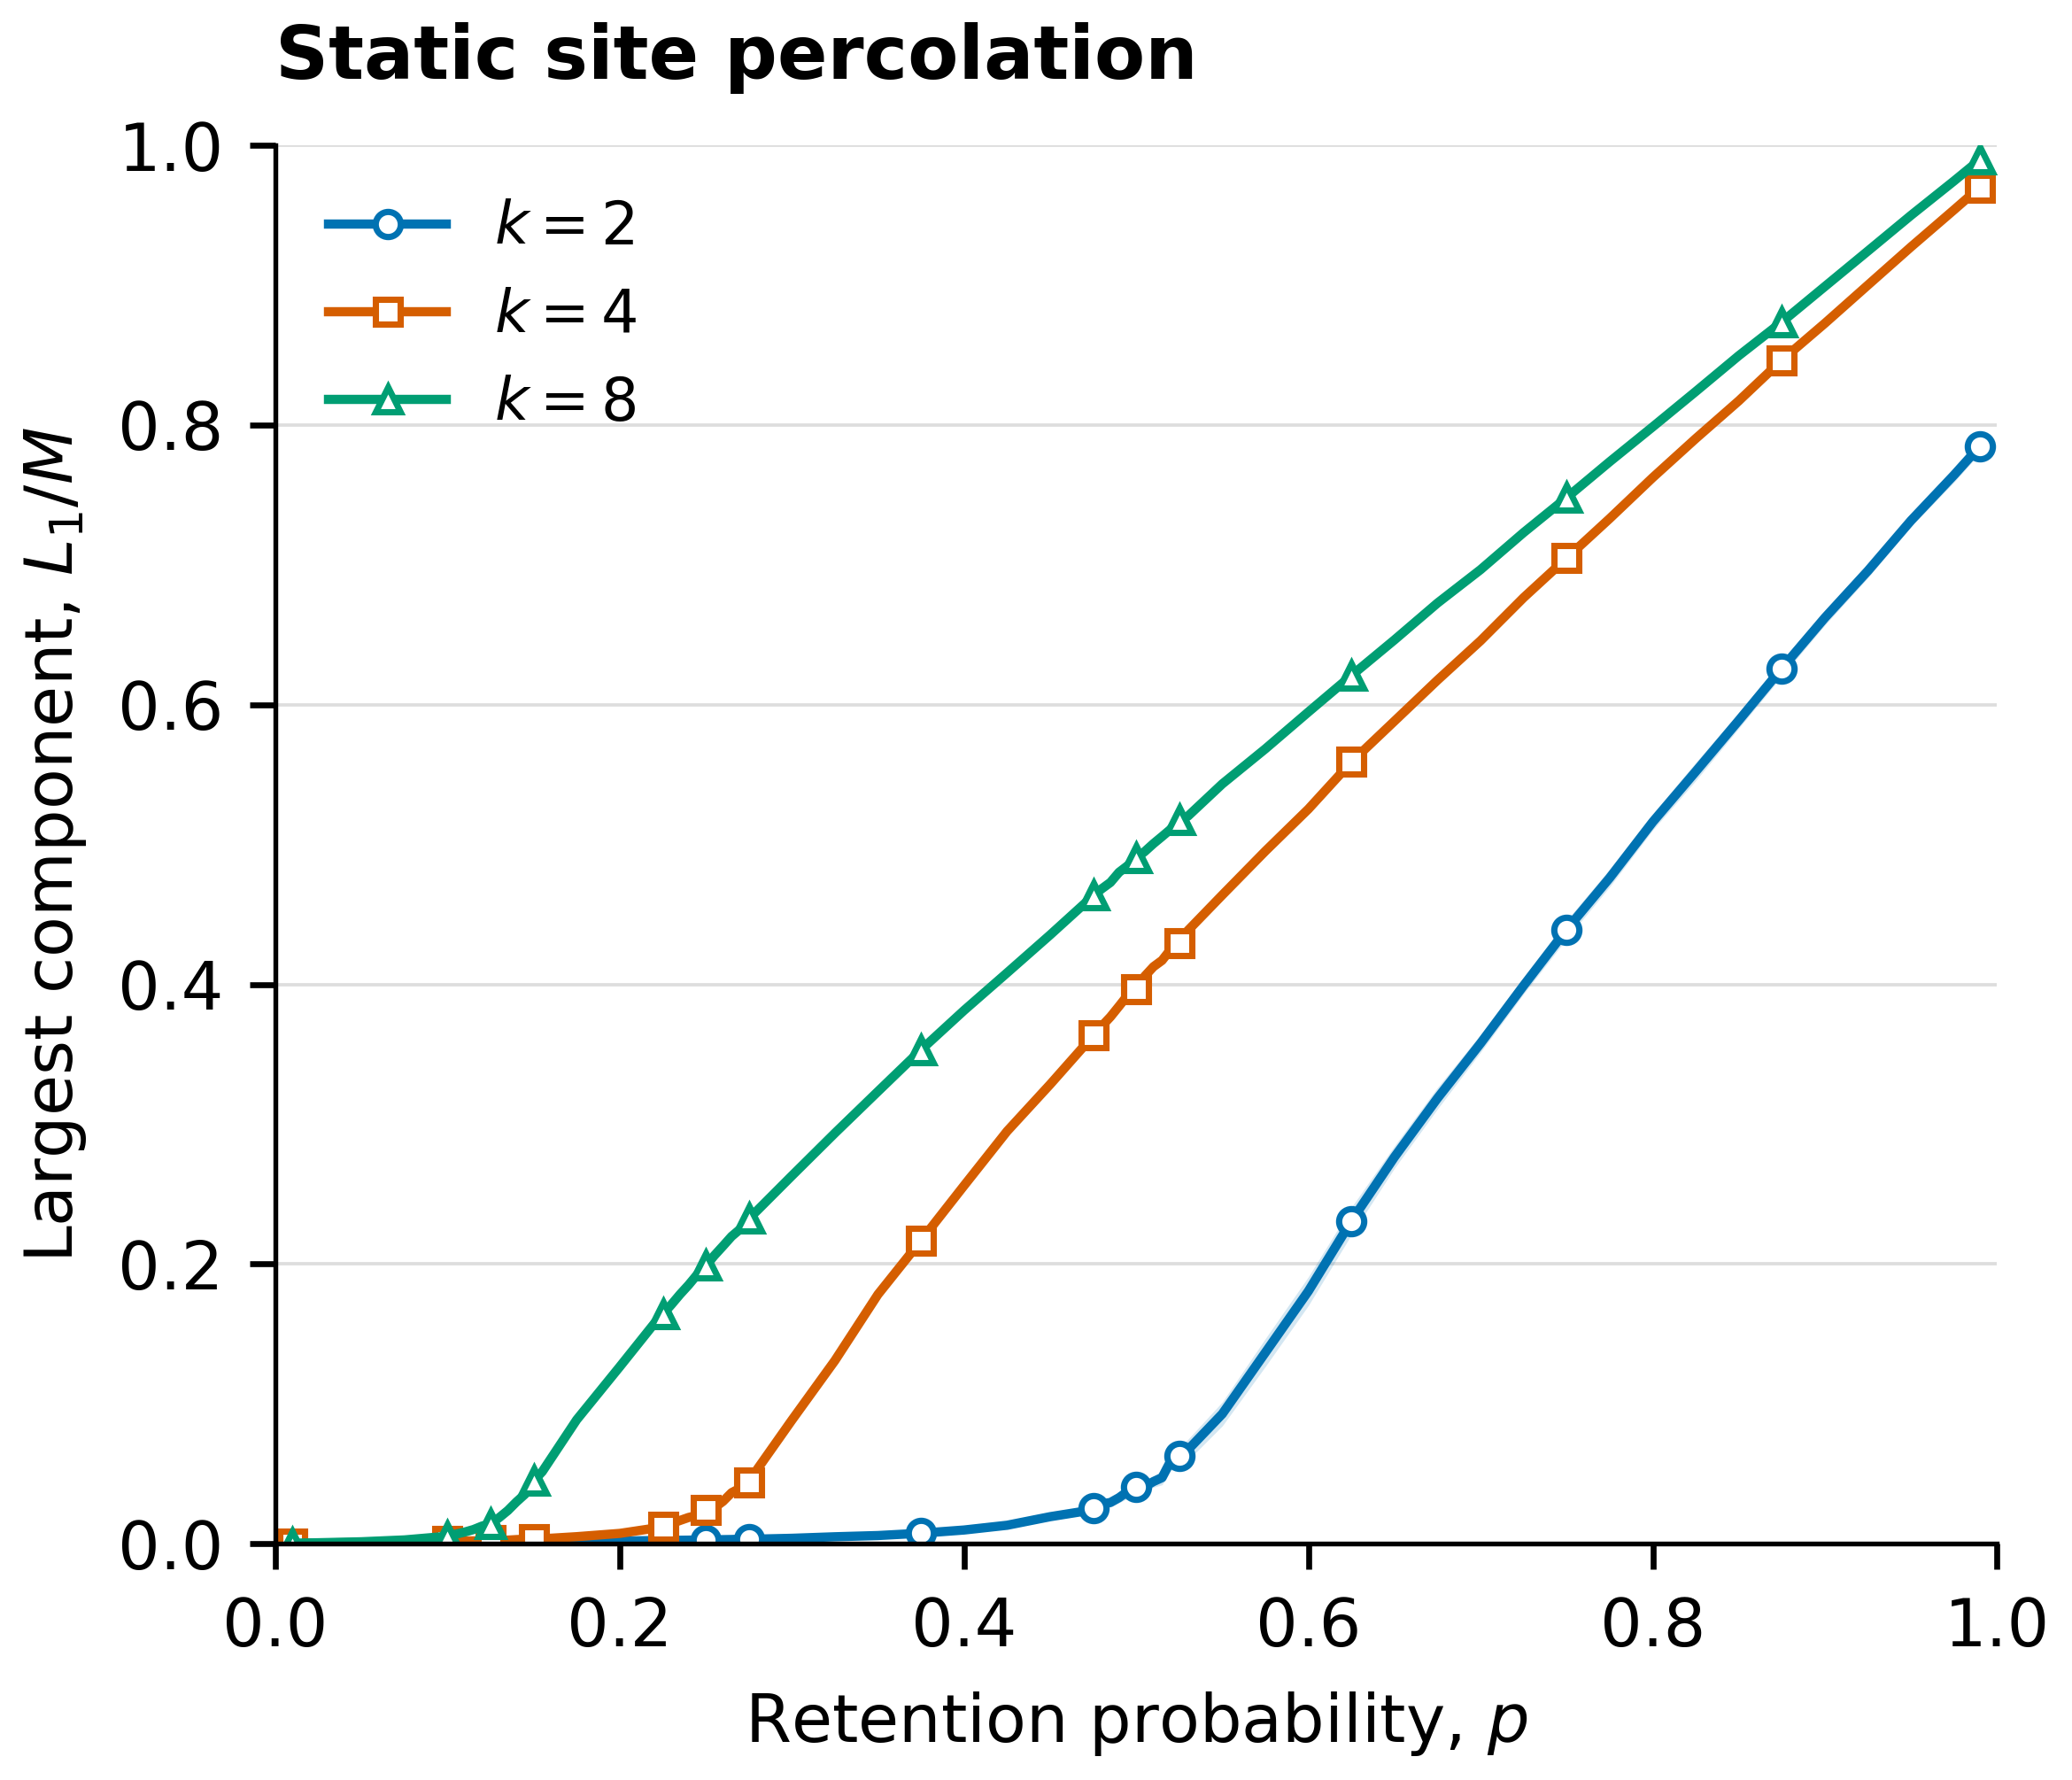 Static site percolation
Largest component, L₁/M
1.0
0.8
0.6
0.4
0.2
0.0
k = 2
k = 4
k = 8
0.0 0.2 0.4 0.6 0.8 1.0
Retention probability, p